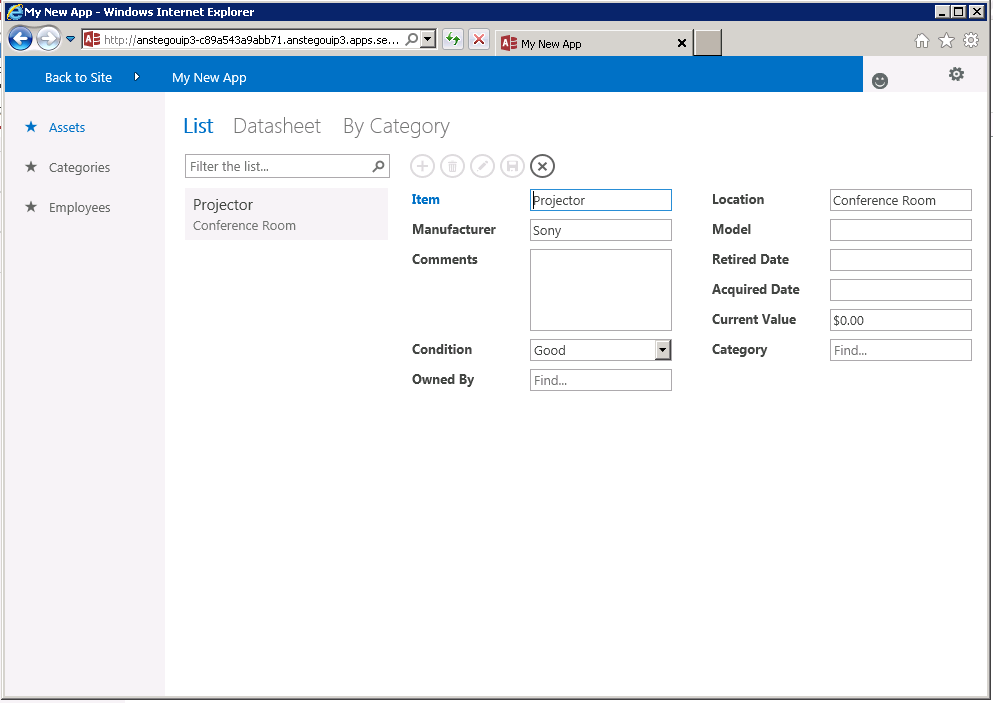 My New App - Windows Internet Explorer
http://anstegouip3-c89a543a9abb71.anstegouip3.apps.se...
My New App
Back to Site
My New App
Assets
Categories
Employees
List Datasheet By Category
Filter the list...
Projector
Conference Room
Item Projector
Manufacturer Sony
Comments
Condition Good
Owned By Find...
Location Conference Room
Model
Retired Date
Acquired Date
Current Value $0.00
Category Find...